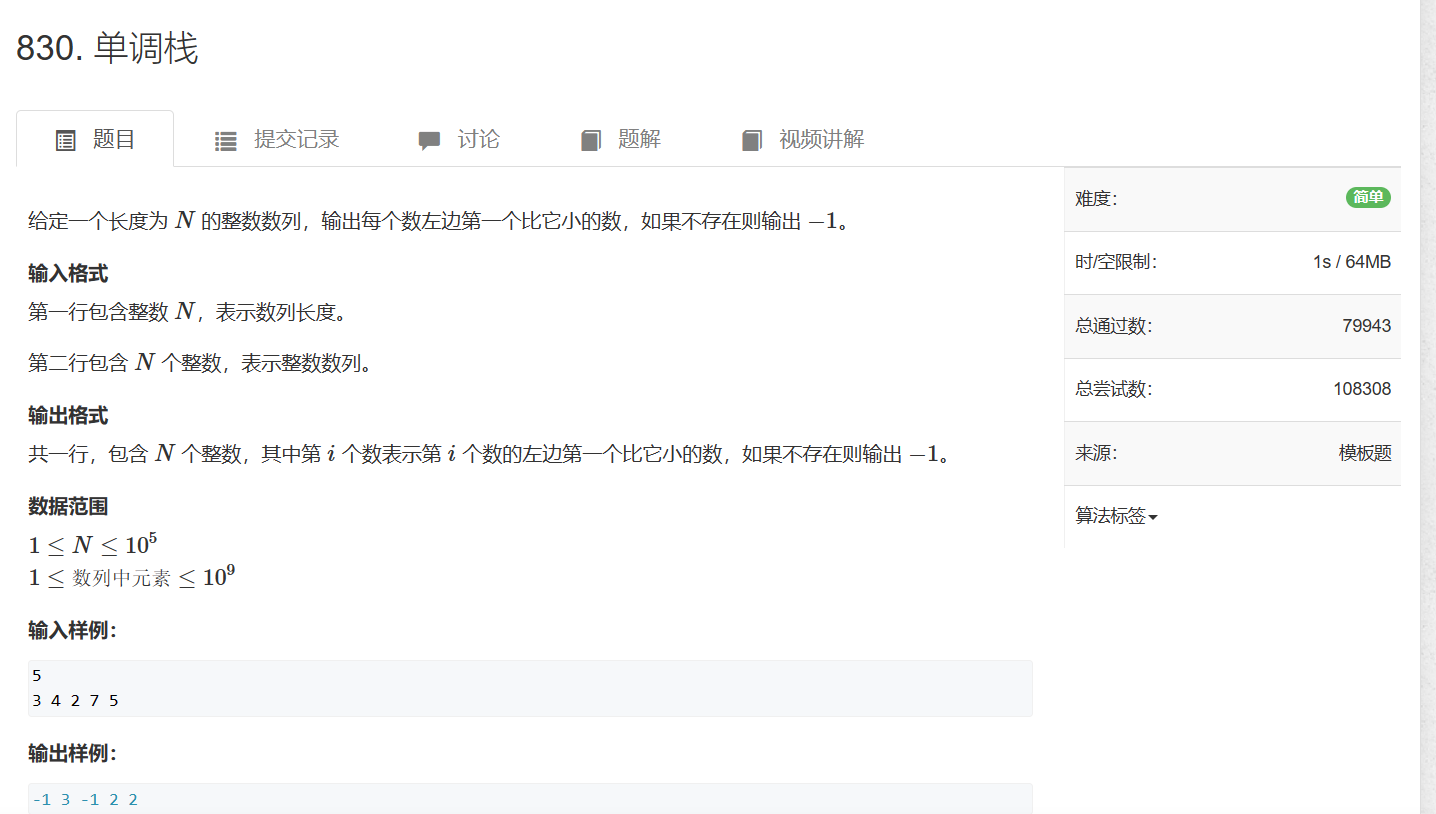 830. 单调栈
题目 提交记录 讨论 题解 视频讲解
给定一个长度为 N 的整数数列，输出每个数左边第一个比它小的数，如果不存在则输出 −1。
输入格式
第一行包含整数 N，表示数列长度。
第二行包含 N 个整数，表示整数数列。
输出格式
共一行，包含 N 个整数，其中第 i 个数表示第 i 个数的左边第一个比它小的数，如果不存在则输出 −1。
数据范围
1 ≤ N ≤ 10⁵
1 ≤ 数列中元素 ≤ 10⁹
输入样例：
5
3 4 2 7 5
输出样例：
-1 3 -1 2 2
难度： 简单
时/空限制： 1s / 64MB
总通过数： 79943
总尝试数： 108308
来源： 模板题
算法标签